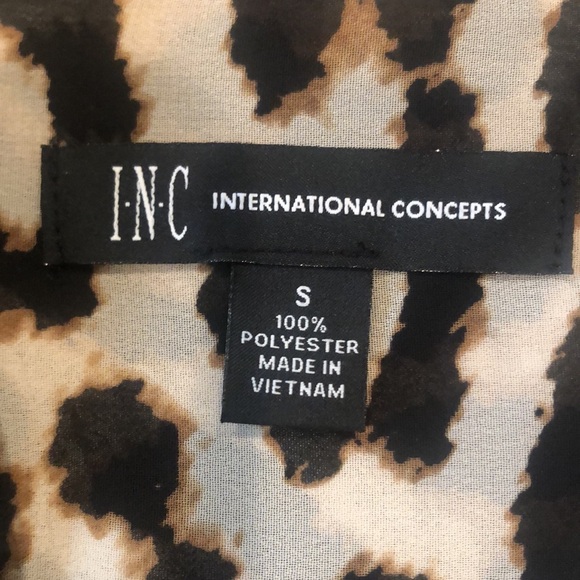 I·N·C INTERNATIONAL CONCEPTS
S
100%
POLYESTER
MADE IN
VIETNAM